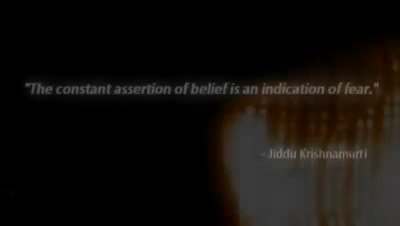 "The constant assertion of belief is an indication of fear."
- Jiddu Krishnamurti